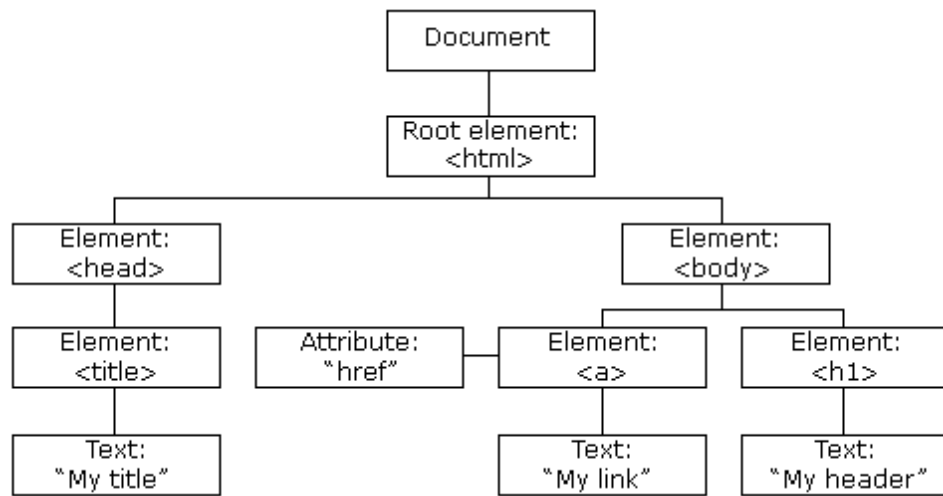 Document
Root element:
<html>
Element:
<head>
Element:
<body>
Element:
<title>
Attribute:
“href”
Element:
<a>
Element:
<h1>
Text:
“My title”
Text:
“My link”
Text:
“My header”